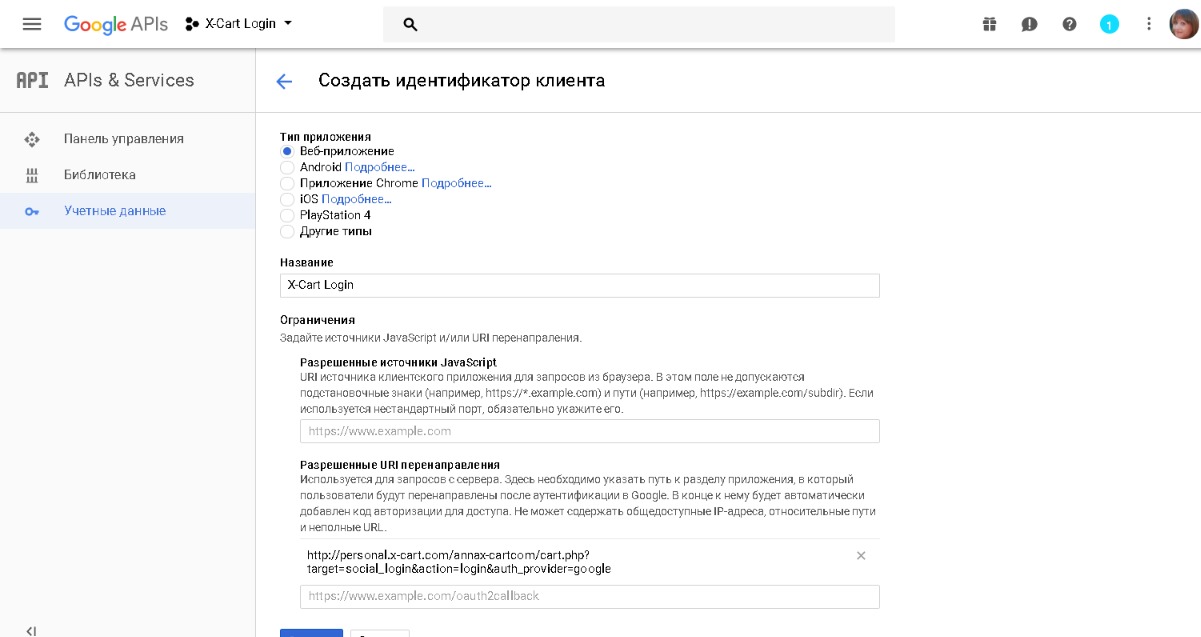 Google APIs
X-Cart Login
1
API APIs & Services
Создать идентификатор клиента
Панель управления
Библиотека
Учетные данные
Тип приложения
Веб-приложение
Android Подробнее...
Приложение Chrome Подробнее...
iOS Подробнее...
PlayStation 4
Другие типы
Название
X-Cart Login
Ограничения
Задайте источники JavaScript и/или URI перенапраления.
Разрешенные источники JavaScript
URI источника клиентского приложения для запросов из браузера. В этом поле не допускаются
подстановочные знаки (например, https://*.example.com) и пути (например, https://example.com/subdir). Если
используется нестандартный порт, обязательно укажите его.
https://www.example.com
Разрешенные URI перенаправления
Используется для запросов с сервера. Здесь необходимо указать путь к разделу приложения, в который
пользователи будут перенаправлены после аутентификации в Google. В конце к нему будет автоматически
добавлен код авторизации для доступа. Не может содержать общедоступные IP-адреса, относительные пути
и неполные URL.
http://personal.x-cart.com/annax-cartcom/cart.php?
target=social_login&action=login&auth_provider=google
https://www.example.com/oauth2callback